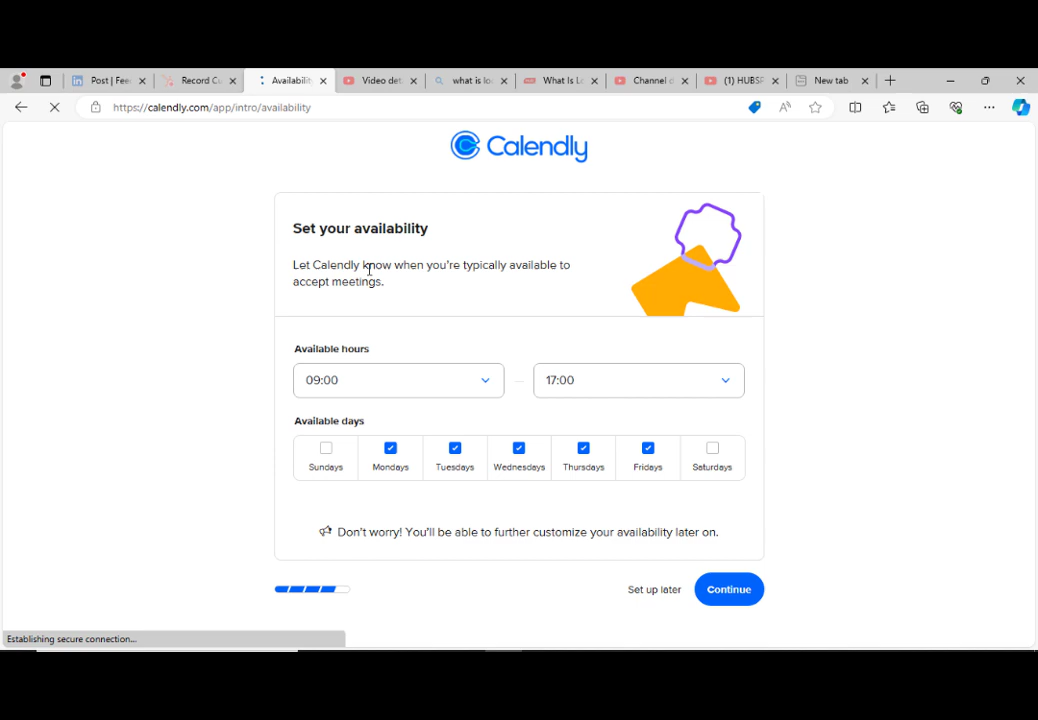 Post | Fee
Record Cu
Availabilit
Video det
what is lo
What Is L
Channel d
(1) HUBSP
New tab
https://calendly.com/app/intro/availability
Calendly
Set your availability
Let Calendly know when you're typically available to
accept meetings.
Available hours
09:00
17:00
Available days
Sundays
Mondays
Tuesdays
Wednesdays
Thursdays
Fridays
Saturdays
Don't worry! You'll be able to further customize your availability later on.
Set up later
Continue
Establishing secure connection...